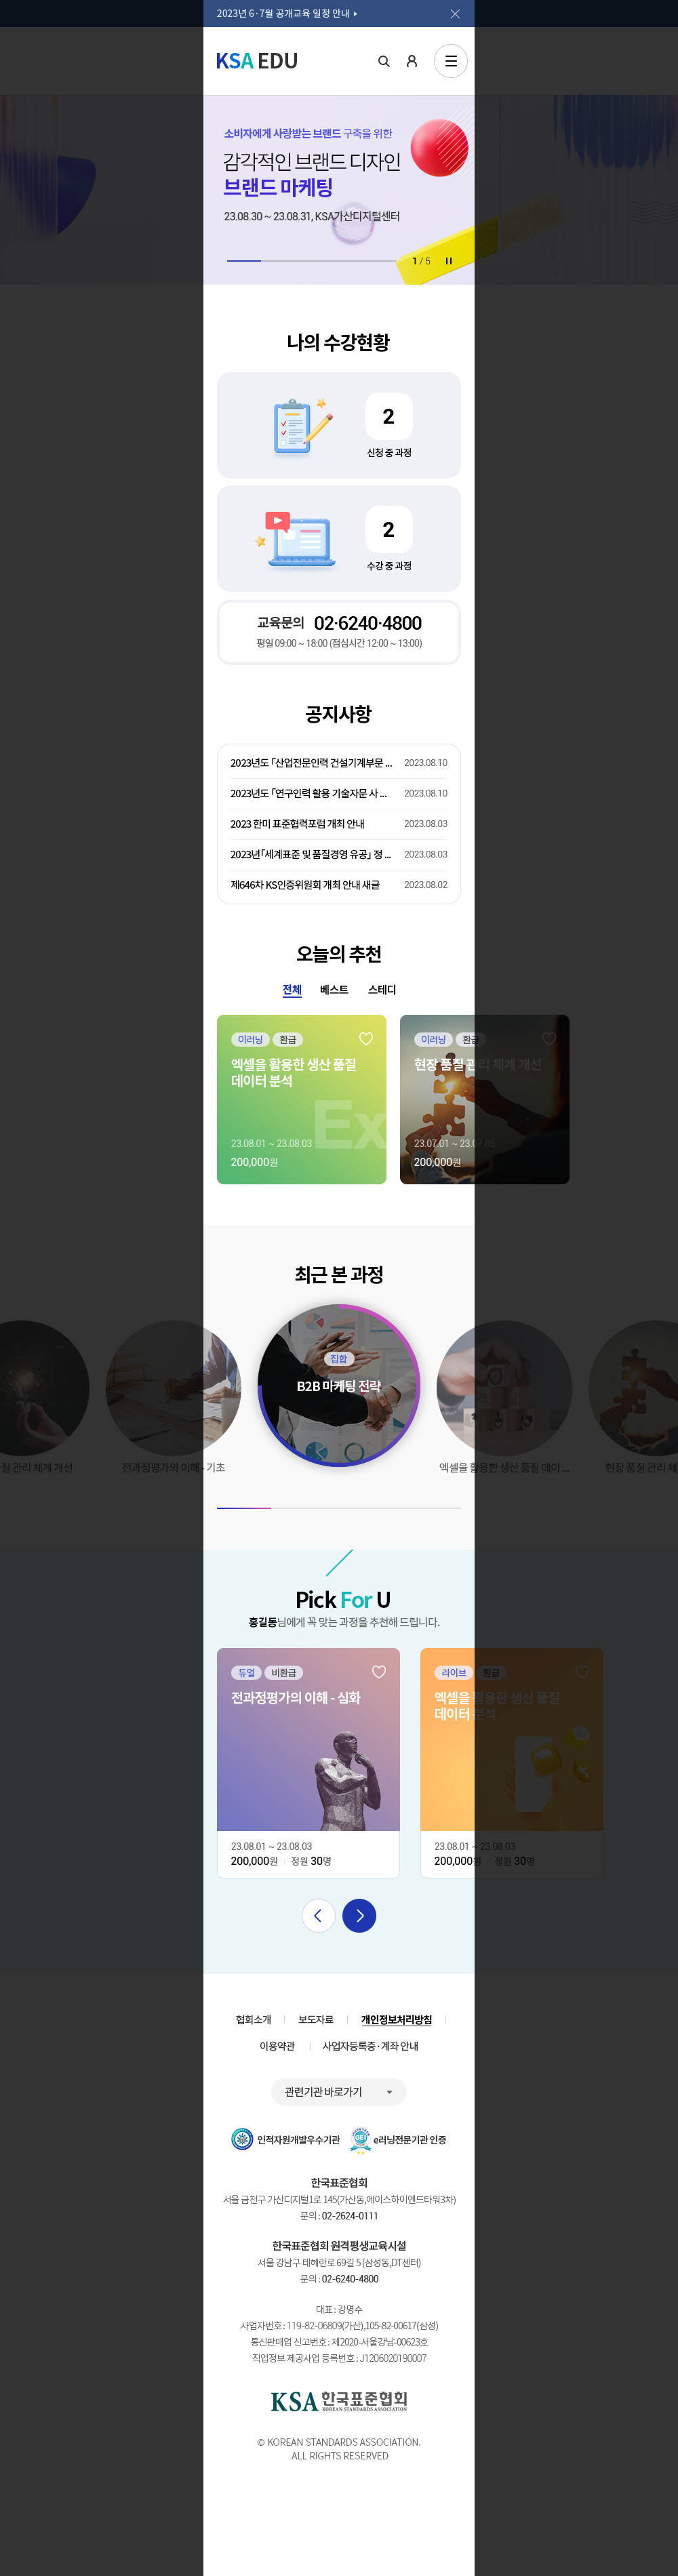 2023년 6·7월 공개교육 일정 안내
KSA EDU
소비자에게 사랑받는 브랜드 구축을 위한
감각적인 브랜드 디자인
브랜드 마케팅
23.08.30 ~ 23.08.31, KSA가산디지털센터
1 / 5
나의 수강현황
2
신청 중 과정
2
수강 중 과정
교육문의 02·6240·4800
평일 09:00 ~ 18:00 (점심시간 12:00 ~ 13:00)
공지사항
2023년도 「산업전문인력 건설기계부문 ... 2023.08.10
2023년도 「연구인력 활용 기술자문 사 ... 2023.08.10
2023 한미 표준협력포럼 개최 안내 2023.08.03
2023년「세계표준 및 품질경영 유공」 정 ... 2023.08.03
제646차 KS인증위원회 개최 안내 새글 2023.08.02
오늘의 추천
전체 베스트 스테디
이러닝 환급
엑셀을 활용한 생산 품질
데이터 분석
Ex
23.08.01 ~ 23.08.03
200,000원
이러닝 환급
현장 품질 관리 체계 개선
23.07.01 ~ 23.07.05
200,000원
최근 본 과정
집합
B2B 마케팅 전략
질 관리 체계 개선
전과정평가의 이해 - 기초
엑셀을 활용한 생산 품질 데이 ...
현장 품질 관리 체
Pick For U
홍길동님에게 꼭 맞는 과정을 추천해 드립니다.
듀얼 비환급
전과정평가의 이해 - 심화
23.08.01 ~ 23.08.03
200,000원 정원 30명
라이브 환급
엑셀을 활용한 생산 품질
데이터 분석
23.08.01 ~ 23.08.03
200,000원 정원 30명
협회소개 보도자료 개인정보처리방침
이용약관 사업자등록증·계좌 안내
관련기관 바로가기
인적자원개발우수기관 e러닝전문기관 인증
한국표준협회
서울 금천구 가산디지털1로 145(가산동,에이스하이엔드타워3차)
문의 : 02-2624-0111
한국표준협회 원격평생교육시설
서울 강남구 테헤란로 69길 5 (삼성동,DT센터)
문의 : 02-6240-4800
대표 : 강명수
사업자번호 : 119-82-06809(가산),105-82-00617(삼성)
통신판매업 신고번호 : 제2020-서울강남-00623호
직업정보 제공사업 등록번호 : J1206020190007
KSA 한국표준협회
KOREAN STANDARDS ASSOCIATION
© KOREAN STANDARDS ASSOCIATION.
ALL RIGHTS RESERVED